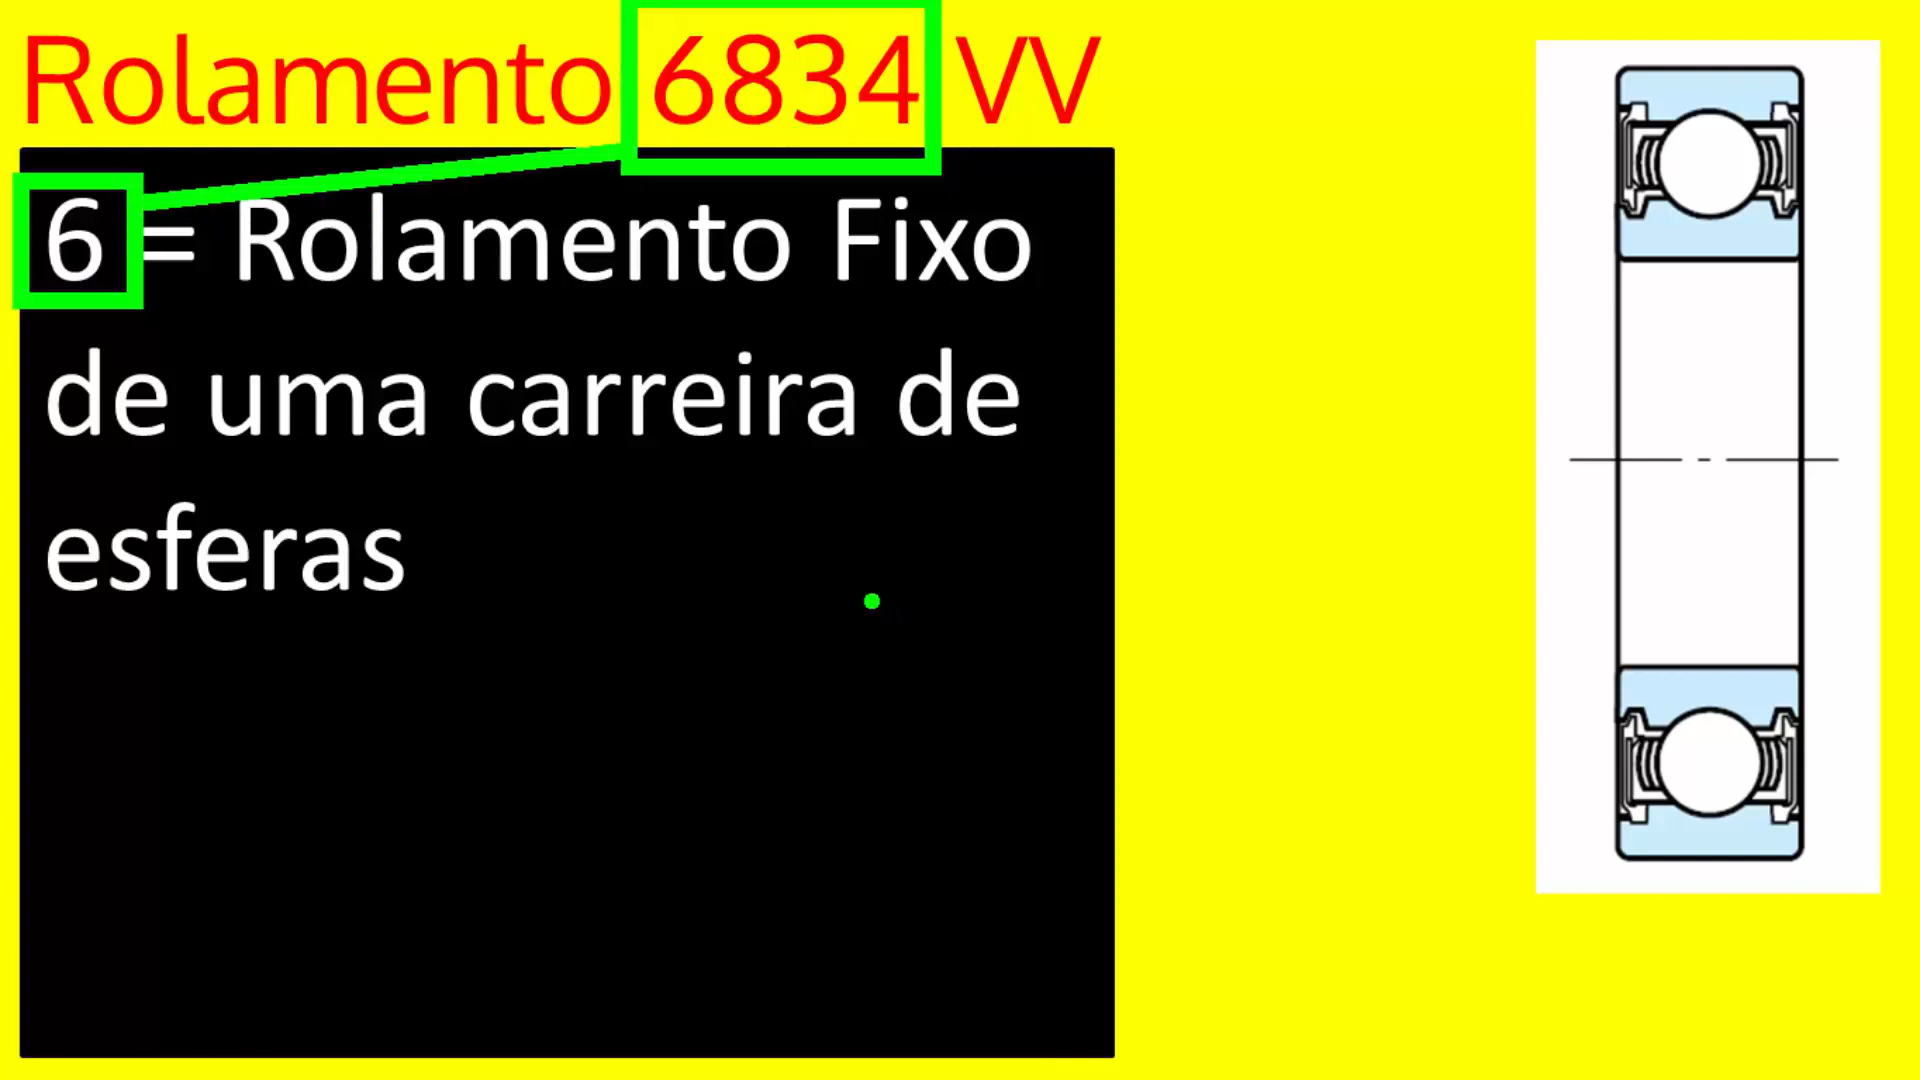 Rolamento 6834 VV
6 = Rolamento Fixo
de uma carreira de
esferas